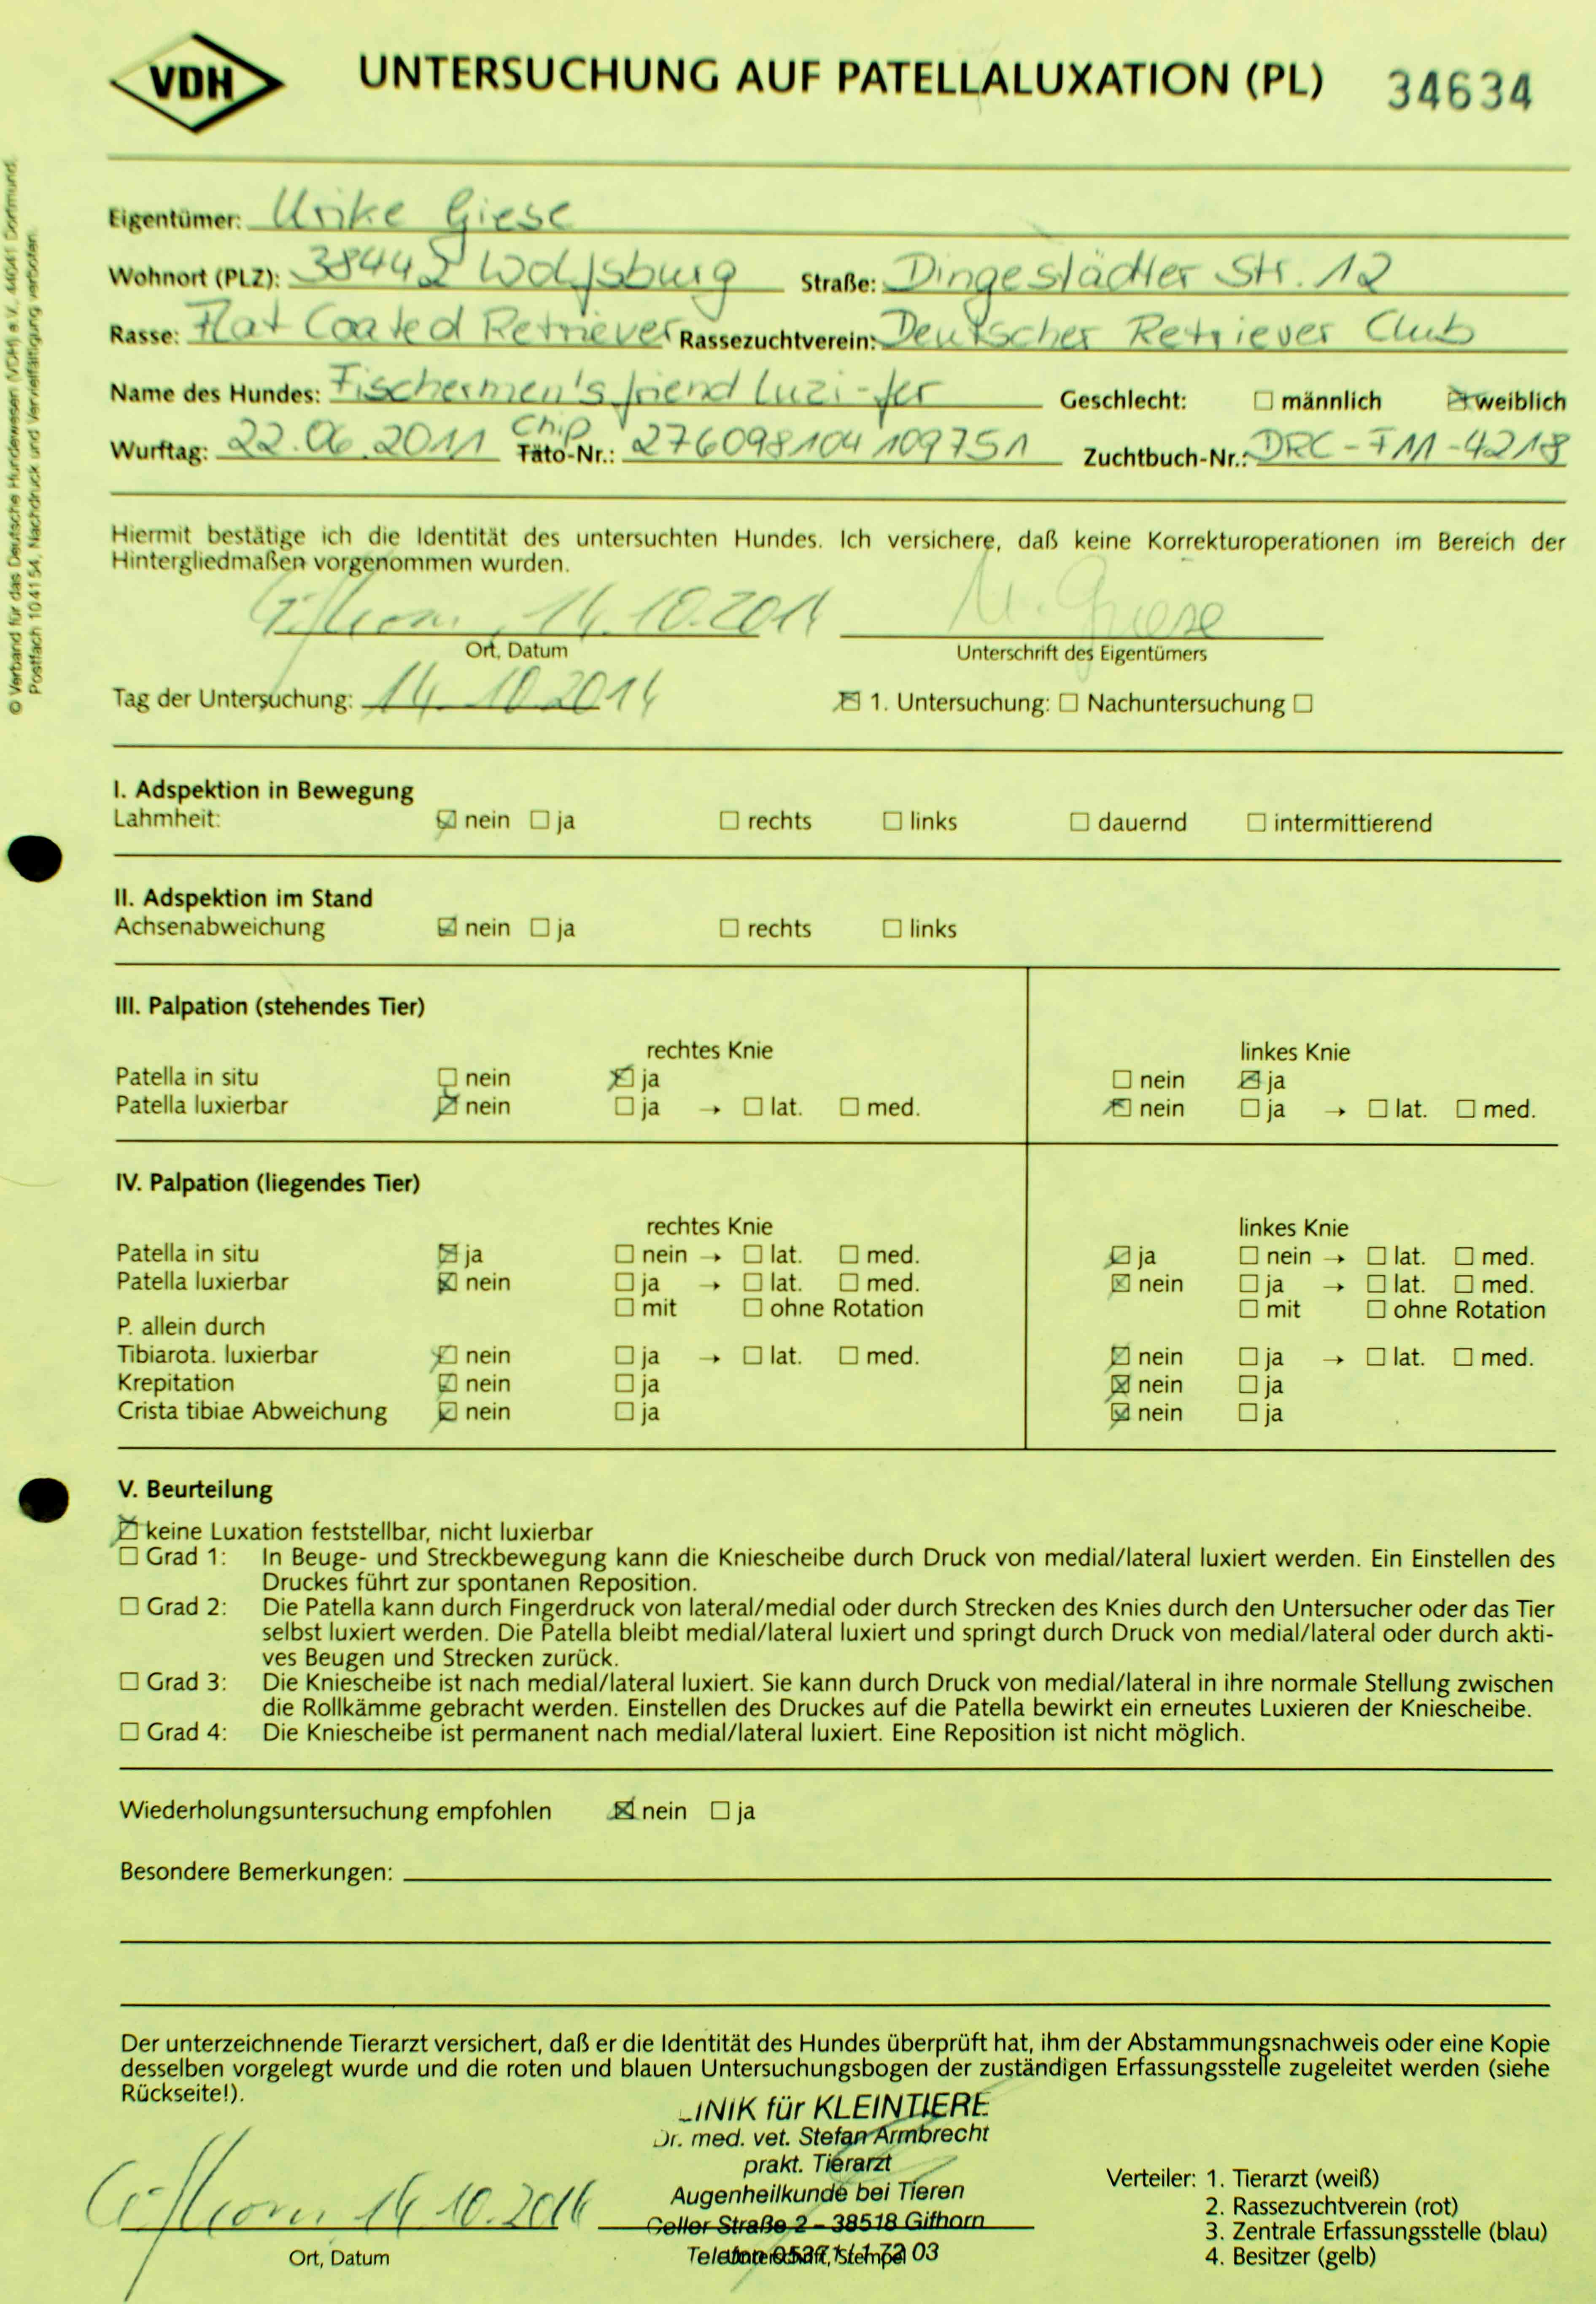 VDH
UNTERSUCHUNG AUF PATELLALUXATION (PL) 34634
© Verband für das Deutsche Hundewesen (VDH) e.V., 44041 Dortmund.
Postfach 104154, Nachdruck und Vervielfältigung verboten.
Eigentümer: Ulrike Giese
Wohnort (PLZ): 38442 Wolfsburg Straße: Dingestädter Str. 12
Rasse: Flat Coated Retriever Rassezuchtverein: Deutscher Retriever Club
Name des Hundes: Fischermen's friend Luzi-fer Geschlecht: □ männlich ☒ weiblich
Chip
Wurftag: 22.06.2011 Täto-Nr.: 276098104109751 Zuchtbuch-Nr.: DRC-F11-4218
Hiermit bestätige ich die Identität des untersuchten Hundes. Ich versichere, daß keine Korrekturoperationen im Bereich der
Hintergliedmaßen vorgenommen wurden.
Gifhorn, 14.10.2014 U. Giese
Ort, Datum Unterschrift des Eigentümers
Tag der Untersuchung: 14.10.2014 ☒ 1. Untersuchung: □ Nachuntersuchung □
I. Adspektion in Bewegung
Lahmheit: ☒ nein □ ja □ rechts □ links □ dauernd □ intermittierend
II. Adspektion im Stand
Achsenabweichung ☒ nein □ ja □ rechts □ links
III. Palpation (stehendes Tier)
rechtes Knie linkes Knie
Patella in situ □ nein ☒ ja □ nein ☒ ja
Patella luxierbar ☒ nein □ ja → □ lat. □ med. ☒ nein □ ja → □ lat. □ med.
IV. Palpation (liegendes Tier)
rechtes Knie linkes Knie
Patella in situ ☒ ja □ nein → □ lat. □ med. ☒ ja □ nein → □ lat. □ med.
Patella luxierbar ☒ nein □ ja → □ lat. □ med. ☒ nein □ ja → □ lat. □ med.
□ mit □ ohne Rotation □ mit □ ohne Rotation
P. allein durch
Tibiarota. luxierbar ☒ nein □ ja → □ lat. □ med. ☒ nein □ ja → □ lat. □ med.
Krepitation ☒ nein □ ja ☒ nein □ ja
Crista tibiae Abweichung ☒ nein □ ja ☒ nein □ ja
V. Beurteilung
☒ keine Luxation feststellbar, nicht luxierbar
□ Grad 1: In Beuge- und Streckbewegung kann die Kniescheibe durch Druck von medial/lateral luxiert werden. Ein Einstellen des
Druckes führt zur spontanen Reposition.
□ Grad 2: Die Patella kann durch Fingerdruck von lateral/medial oder durch Strecken des Knies durch den Untersucher oder das Tier
selbst luxiert werden. Die Patella bleibt medial/lateral luxiert und springt durch Druck von medial/lateral oder durch akti-
ves Beugen und Strecken zurück.
□ Grad 3: Die Kniescheibe ist nach medial/lateral luxiert. Sie kann durch Druck von medial/lateral in ihre normale Stellung zwischen
die Rollkämme gebracht werden. Einstellen des Druckes auf die Patella bewirkt ein erneutes Luxieren der Kniescheibe.
□ Grad 4: Die Kniescheibe ist permanent nach medial/lateral luxiert. Eine Reposition ist nicht möglich.
Wiederholungsuntersuchung empfohlen ☒ nein □ ja
Besondere Bemerkungen:
Der unterzeichnende Tierarzt versichert, daß er die Identität des Hundes überprüft hat, ihm der Abstammungsnachweis oder eine Kopie
desselben vorgelegt wurde und die roten und blauen Untersuchungsbogen der zuständigen Erfassungsstelle zugeleitet werden (siehe
Rückseite!).
LINIK für KLEINTIERE
Dr. med. vet. Stefan Armbrecht
prakt. Tierarzt
Augenheilkunde bei Tieren
Celler Straße 2 – 38518 Gifhorn
Telefon 05371 / 1 72 03
Gifhorn 14.10.2014
Ort, Datum Unterschrift, Stempel
Verteiler: 1. Tierarzt (weiß)
2. Rassezuchtverein (rot)
3. Zentrale Erfassungsstelle (blau)
4. Besitzer (gelb)